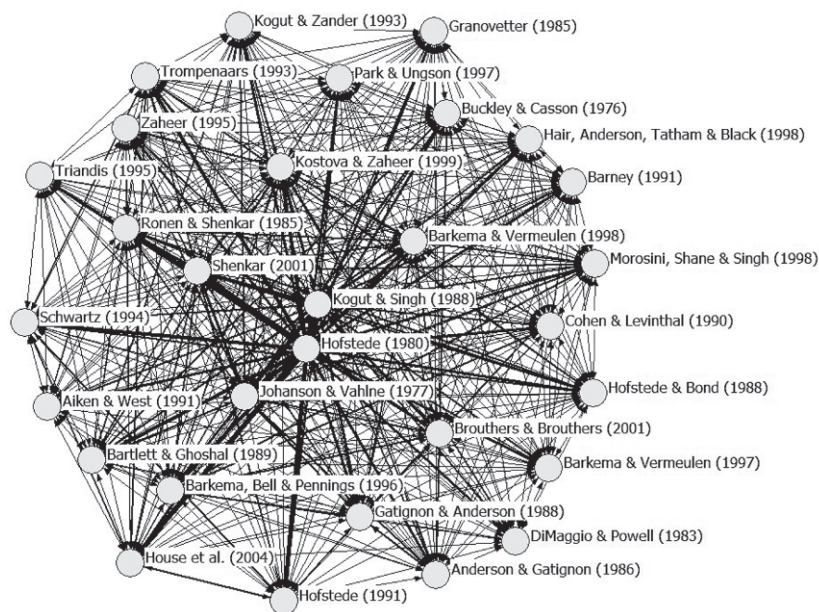 Kogut & Zander (1993)
Granovetter (1985)
Trompenaars (1993)
Park & Ungson (1997)
Buckley & Casson (1976)
Zaheer (1995)
Hair, Anderson, Tatham & Black (1998)
Kostova & Zaheer (1999)
Triandis (1995)
Barney (1991)
Ronen & Shenkar (1985)
Barkema & Vermeulen (1998)
Morosini, Shane & Singh (1998)
Shenkar (2001)
Kogut & Singh (1988)
Schwartz (1994)
Cohen & Levinthal (1990)
Hofstede (1980)
Hofstede & Bond (1988)
Johanson & Vahlne (1977)
Aiken & West (1991)
Brouthers & Brouthers (2001)
Bartlett & Ghoshal (1989)
Barkema & Vermeulen (1997)
Barkema, Bell & Pennings (1996)
Gatignon & Anderson (1988)
DiMaggio & Powell (1983)
House et al. (2004)
Anderson & Gatignon (1986)
Hofstede (1991)